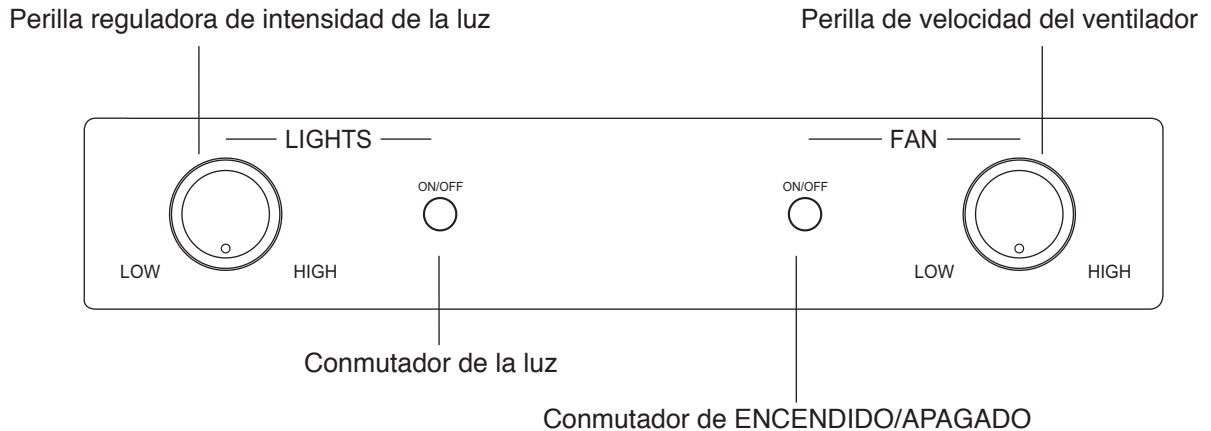 Perilla reguladora de intensidad de la luz
Perilla de velocidad del ventilador
LIGHTS
FAN
ON/OFF
ON/OFF
LOW
HIGH
LOW
HIGH
Conmutador de la luz
Conmutador de ENCENDIDO/APAGADO